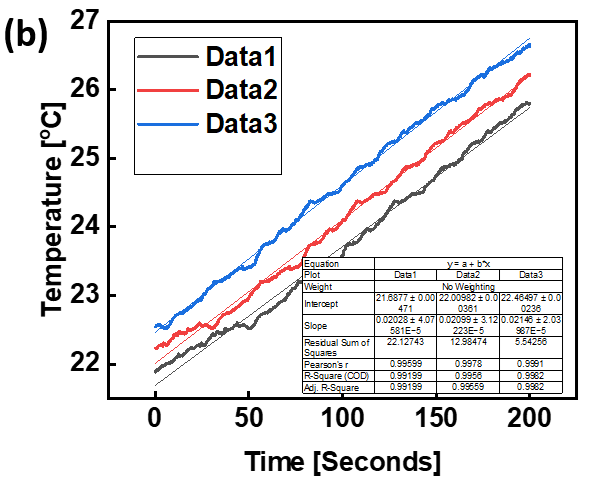 (b)
27
26
25
24
23
22
Temperature [°C]
Data1
Data2
Data3
Equation y = a + b*x
Plot Data1 Data2 Data3
Weight No Weighting
Intercept 21.6877 ± 0.00471 22.00982 ± 0.00361 22.46497 ± 0.00236
Slope 0.02028 ± 4.07581E-5 0.02099 ± 3.12223E-5 0.02146 ± 2.03987E-5
Residual Sum of Squares 22.12743 12.98474 5.54256
Pearson's r 0.99599 0.9978 0.9991
R-Square (COD) 0.99199 0.9956 0.9982
Adj. R-Square 0.99199 0.99559 0.9982
0 50 100 150 200
Time [Seconds]